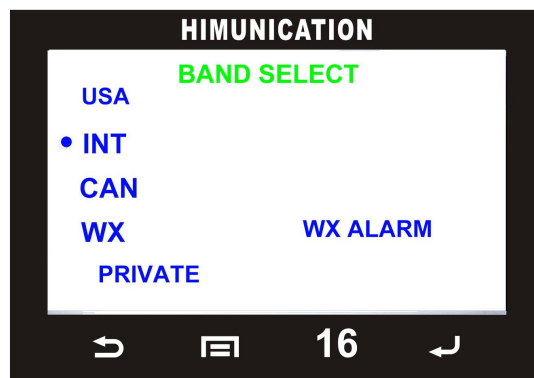 HIMUNICATION
BAND SELECT
USA
• INT
CAN
WX WX ALARM
PRIVATE
16